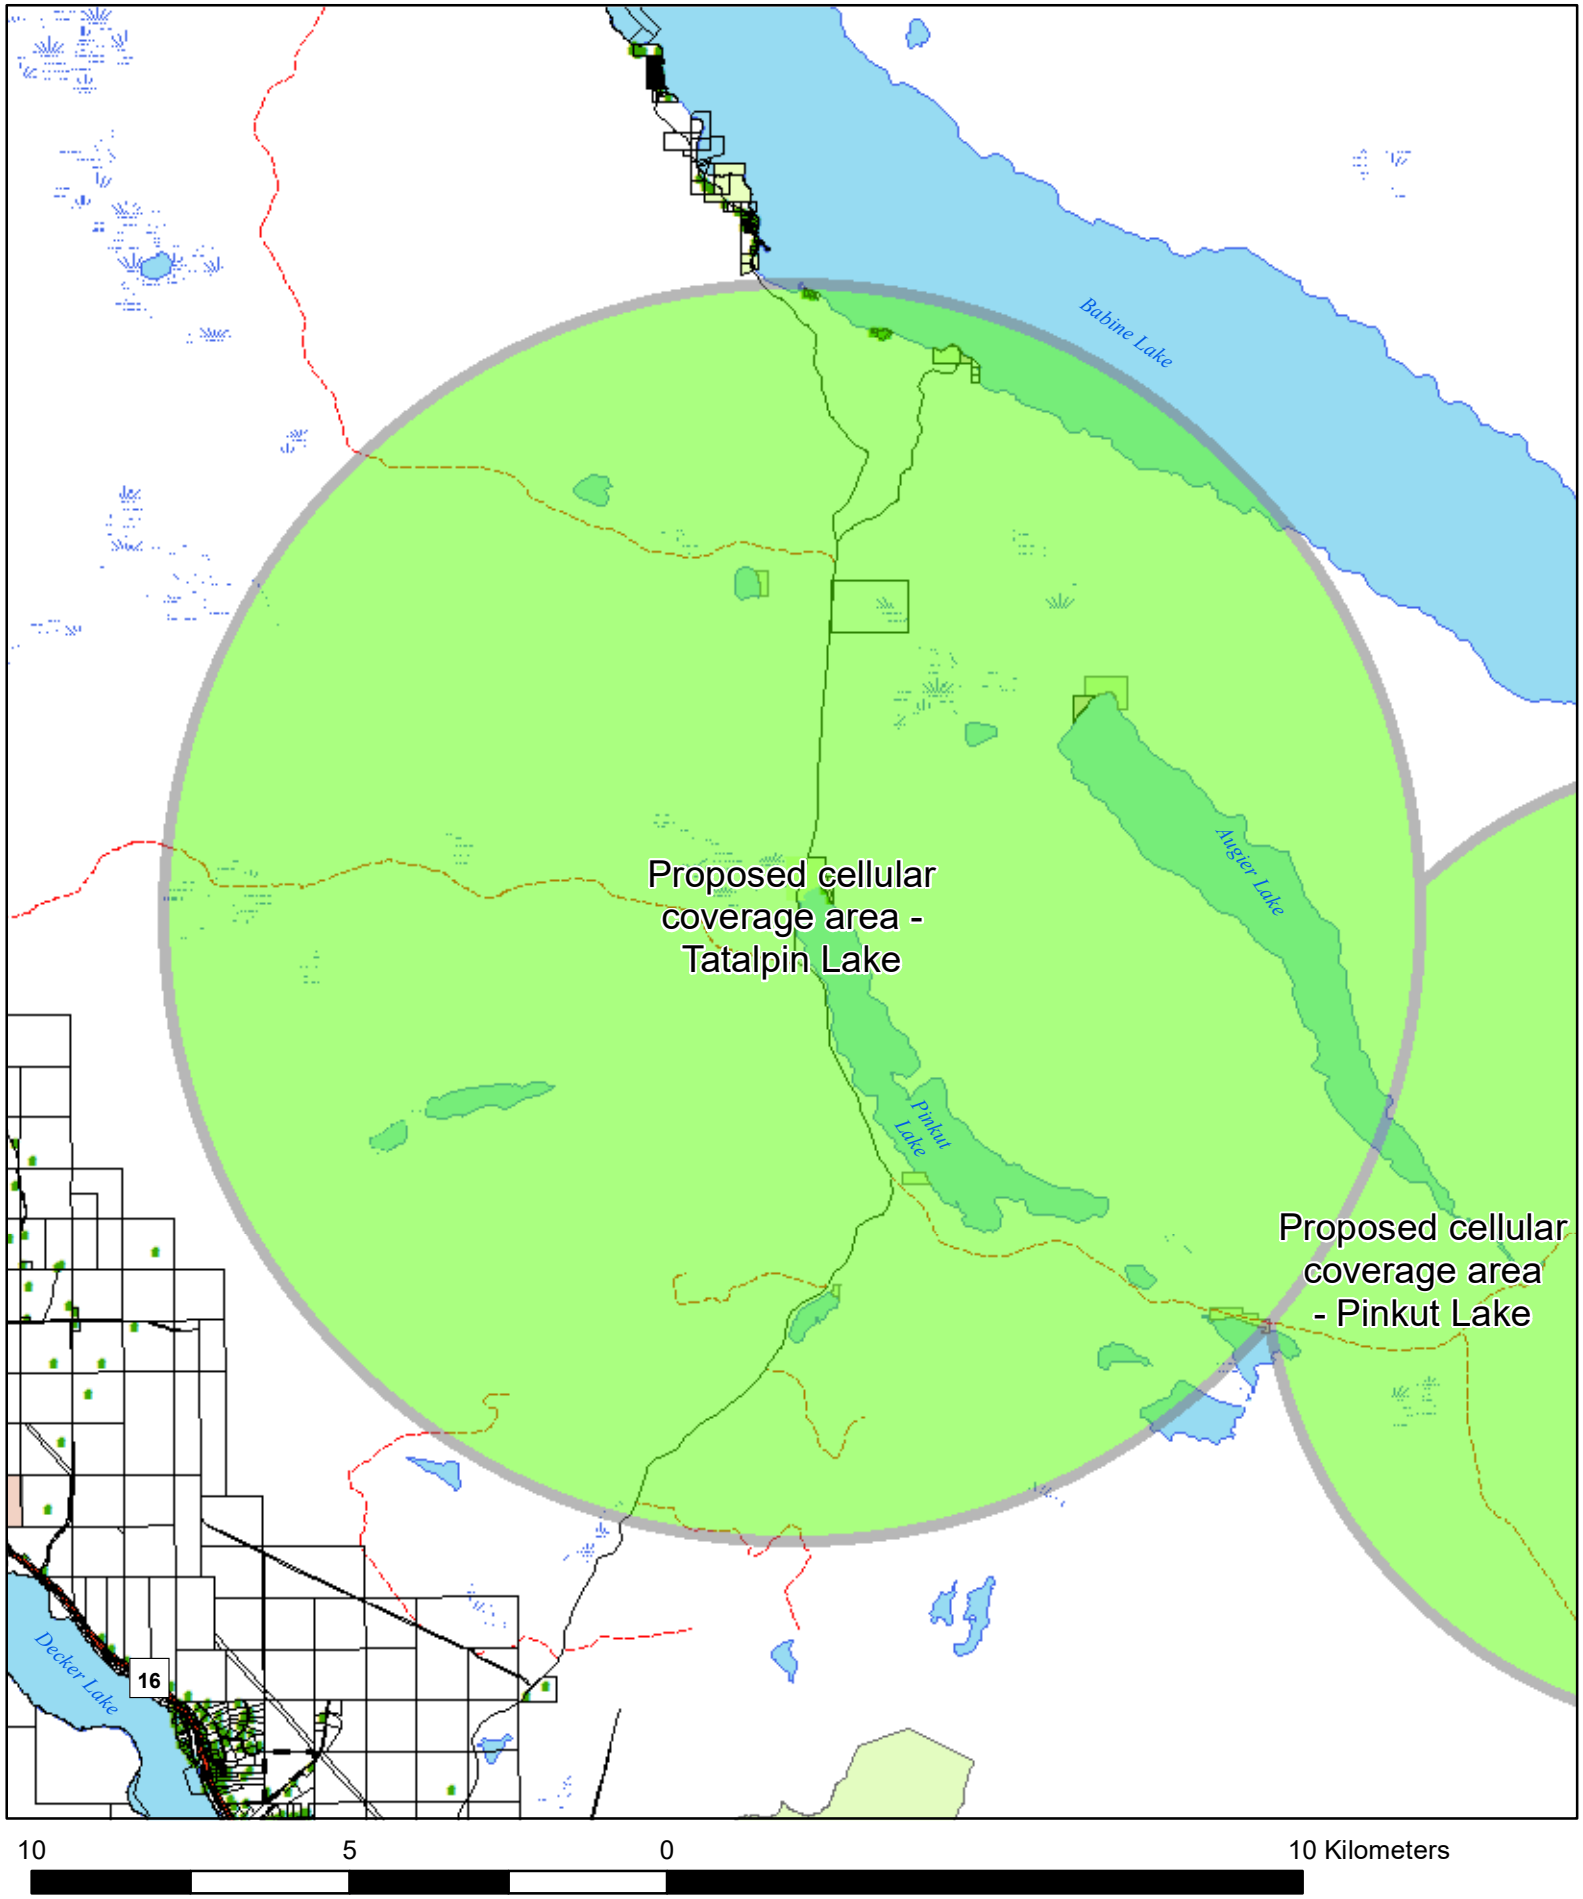 Babine Lake
Proposed cellular
coverage area -
Tatalpin Lake
Augier Lake
Pinkut
Lake
Proposed cellular
coverage area
- Pinkut Lake
Decker Lake
16
10 5 0 10 Kilometers